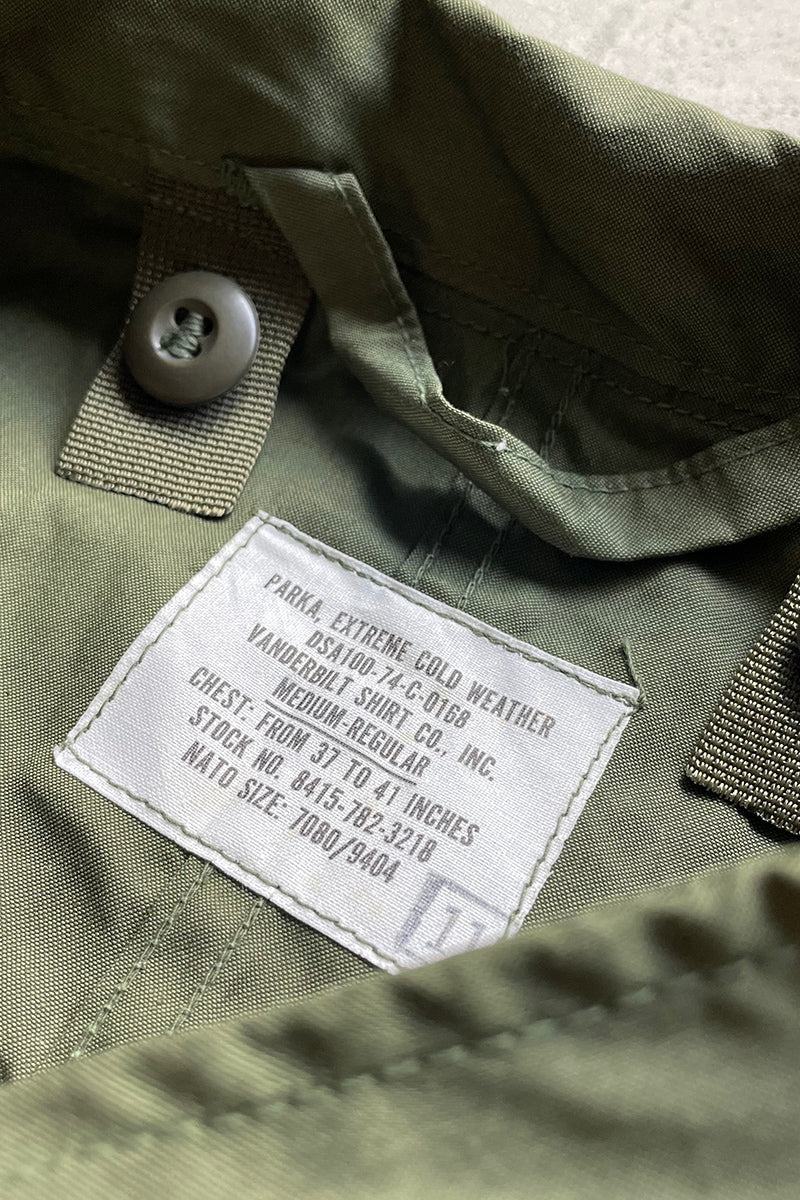 PARKA, EXTREME COLD WEATHER
DSA100-74-C-0168
VANDERBILT SHIRT CO., INC.
MEDIUM-REGULAR
CHEST: FROM 37 TO 41 INCHES
STOCK NO. 8415-782-3218
NATO SIZE: 7080/9404
11